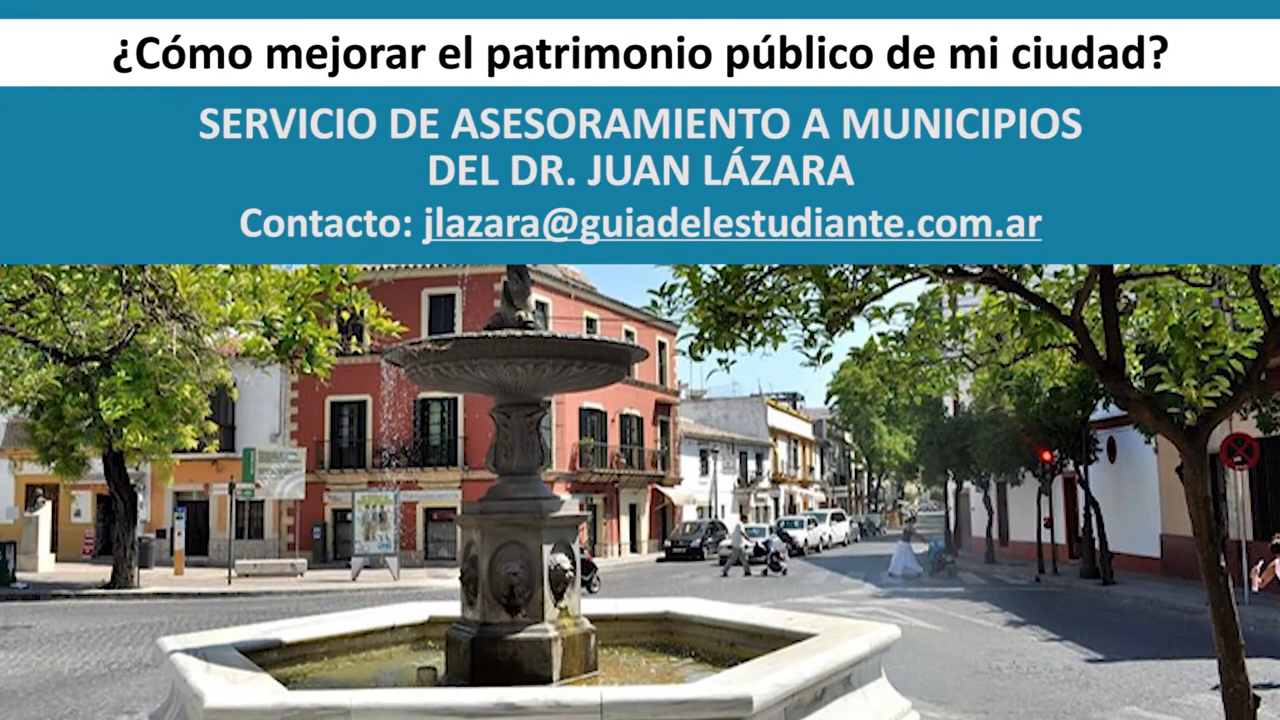 ¿Cómo mejorar el patrimonio público de mi ciudad?
SERVICIO DE ASESORAMIENTO A MUNICIPIOS
DEL DR. JUAN LÁZARA
Contacto: jlazara@guiadelestudiante.com.ar